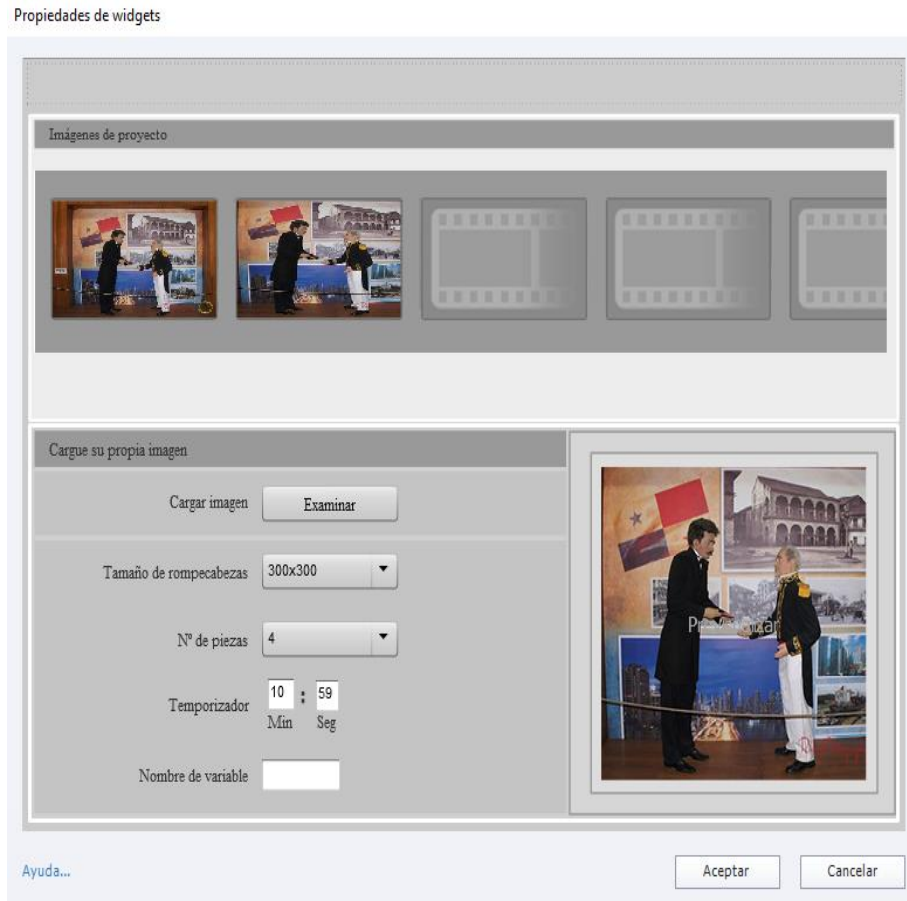 Propiedades de widgets
Imágenes de proyecto
Cargue su propia imagen
Cargar imagen Examinar
Tamaño de rompecabezas 300x300
Nº de piezas 4
Temporizador 10 : 59
Min Seg
Nombre de variable
Previsualizar
Ayuda...
Aceptar Cancelar